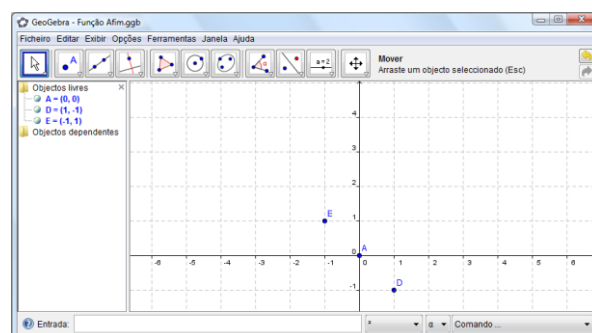 GeoGebra - Função Afim.ggb
Ficheiro Editar Exibir Opções Ferramentas Janela Ajuda
A
a=2
Mover
Arraste um objecto seleccionado (Esc)
Objectos livres
A = (0, 0)
D = (1, -1)
E = (-1, 1)
Objectos dependentes
4
3
2
E
1
A
0
-6 -5 -4 -3 -2 -1 0 1 2 3 4 5 6
D
-1
Entrada:
α
Comando ...